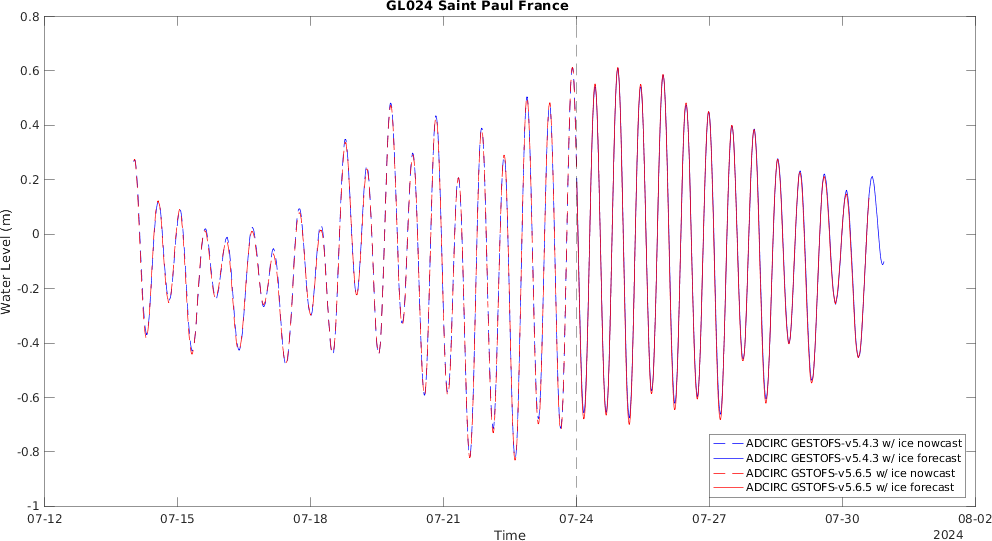 GL024 Saint Paul France
0.8
0.6
0.4
0.2
0
-0.2
-0.4
-0.6
-0.8
-1
Water Level (m)
ADCIRC GESTOFS-v5.4.3 w/ ice nowcast
ADCIRC GESTOFS-v5.4.3 w/ ice forecast
ADCIRC GSTOFS-v5.6.5 w/ ice nowcast
ADCIRC GSTOFS-v5.6.5 w/ ice forecast
07-12 07-15 07-18 07-21 07-24 07-27 07-30 08-02
Time
2024